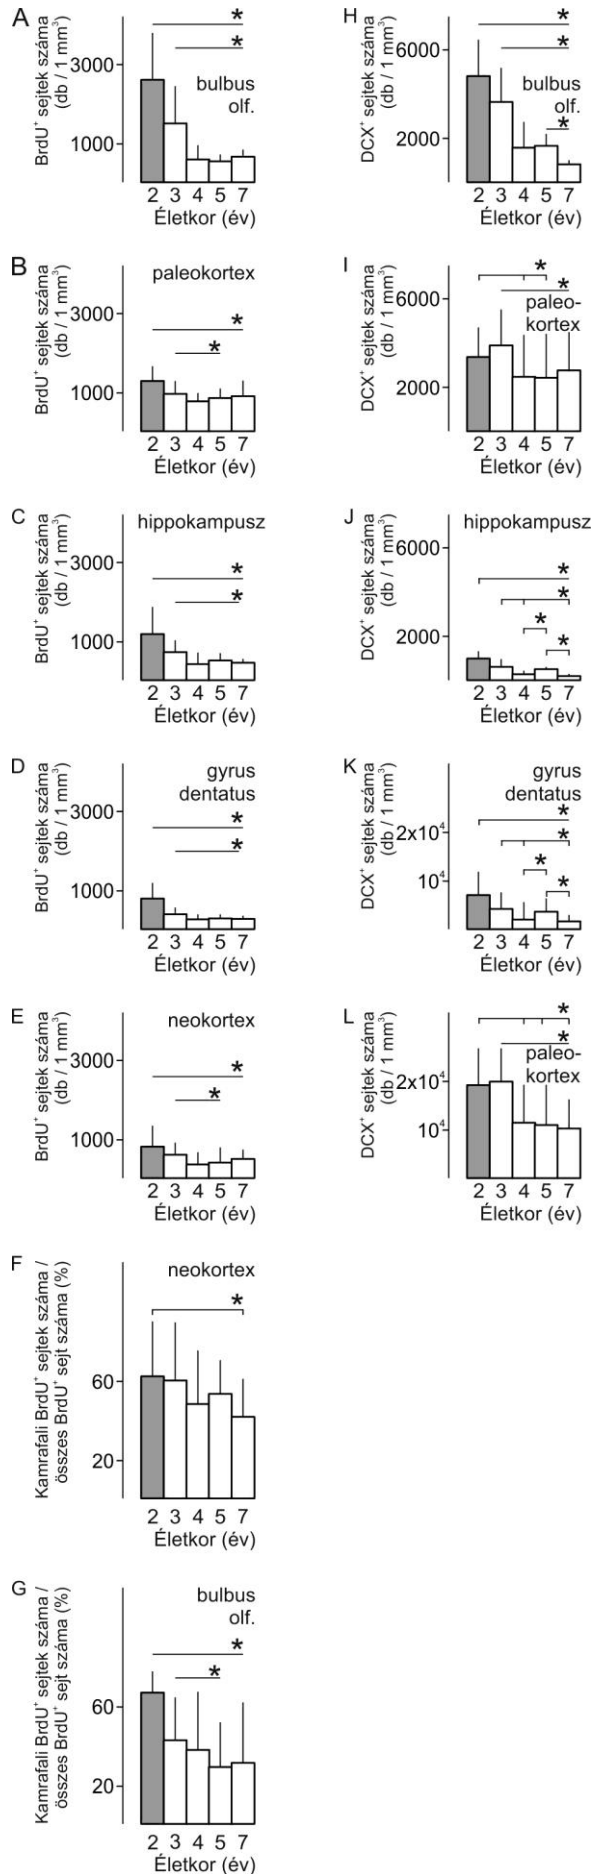 A
BrdU⁺ sejtek száma
(db / 1 mm³)
3000
1000
*
*
bulbus
olf.
2 3 4 5 7
Életkor (év)
B
BrdU⁺ sejtek száma
(db / 1 mm³)
3000
1000
paleokortex
*
*
2 3 4 5 7
Életkor (év)
C
BrdU⁺ sejtek száma
(db / 1 mm³)
3000
1000
hippokampusz
*
*
2 3 4 5 7
Életkor (év)
D
BrdU⁺ sejtek száma
(db / 1 mm³)
3000
1000
gyrus
dentatus
*
*
2 3 4 5 7
Életkor (év)
E
BrdU⁺ sejtek száma
(db / 1 mm³)
3000
1000
neokortex
*
*
2 3 4 5 7
Életkor (év)
F
Kamrafali BrdU⁺ sejtek száma /
összes BrdU⁺ sejt száma (%)
60
20
neokortex
*
2 3 4 5 7
Életkor (év)
G
Kamrafali BrdU⁺ sejtek száma /
összes BrdU⁺ sejt száma (%)
60
20
bulbus
olf.
*
*
2 3 4 5 7
Életkor (év)
H
DCX⁺ sejtek száma
(db / 1 mm³)
6000
2000
*
*
bulbus
olf.
*
2 3 4 5 7
Életkor (év)
I
DCX⁺ sejtek száma
(db / 1 mm³)
6000
2000
*
*
paleo-
kortex
2 3 4 5 7
Életkor (év)
J
DCX⁺ sejtek száma
(db / 1 mm³)
6000
2000
hippokampusz
*
*
*
*
2 3 4 5 7
Életkor (év)
K
DCX⁺ sejtek száma
(db / 1 mm³)
2x10⁴
10⁴
gyrus
dentatus
*
*
*
*
2 3 4 5 7
Életkor (év)
L
DCX⁺ sejtek száma
(db / 1 mm³)
2x10⁴
10⁴
*
*
paleo-
kortex
2 3 4 5 7
Életkor (év)